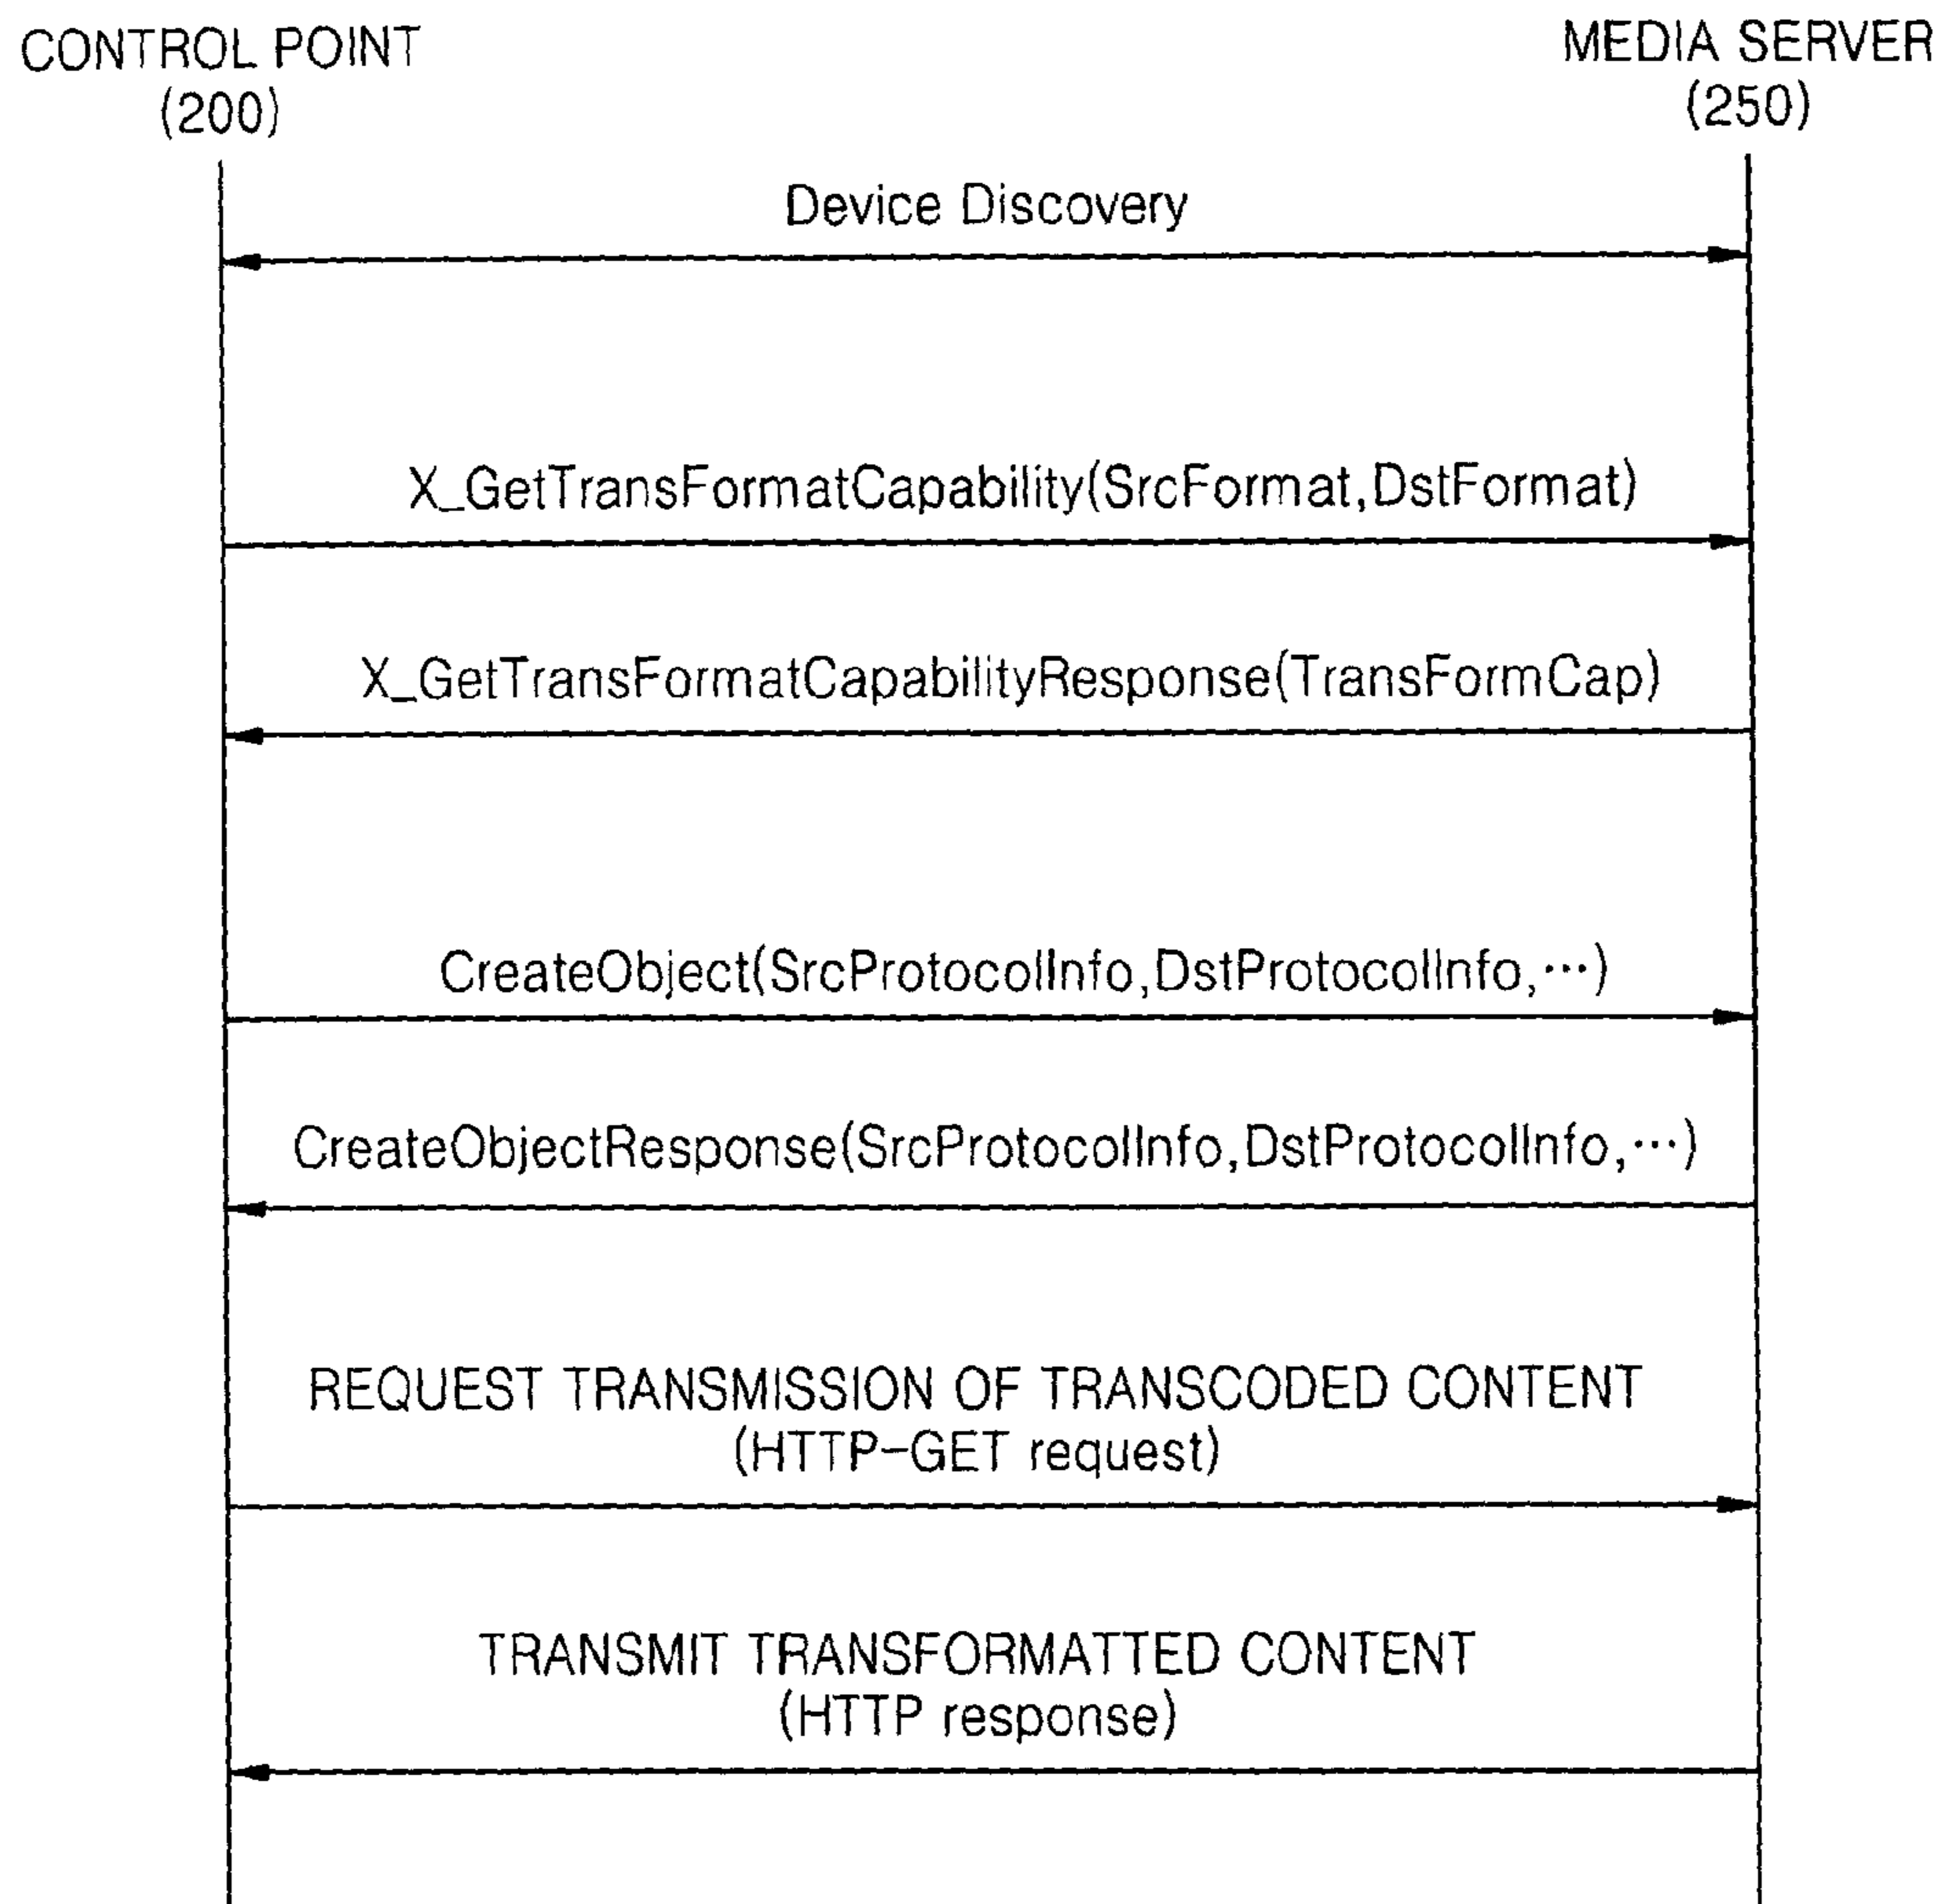 CONTROL POINT
(200)
MEDIA SERVER
(250)
Device Discovery
X_GetTransFormatCapability(SrcFormat,DstFormat)
X_GetTransFormatCapabilityResponse(TransFormCap)
CreateObject(SrcProtocolInfo,DstProtocolInfo,···)
CreateObjectResponse(SrcProtocolInfo,DstProtocolInfo,···)
REQUEST TRANSMISSION OF TRANSCODED CONTENT
(HTTP-GET request)
TRANSMIT TRANSFORMATTED CONTENT
(HTTP response)